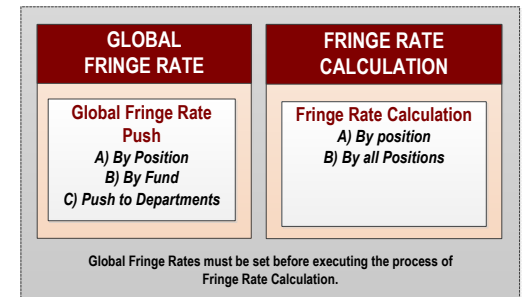 GLOBAL
FRINGE RATE
Global Fringe Rate
Push
A) By Position
B) By Fund
C) Push to Departments
FRINGE RATE
CALCULATION
Fringe Rate Calculation
A) By position
B) By all Positions
Global Fringe Rates must be set before executing the process of
Fringe Rate Calculation.